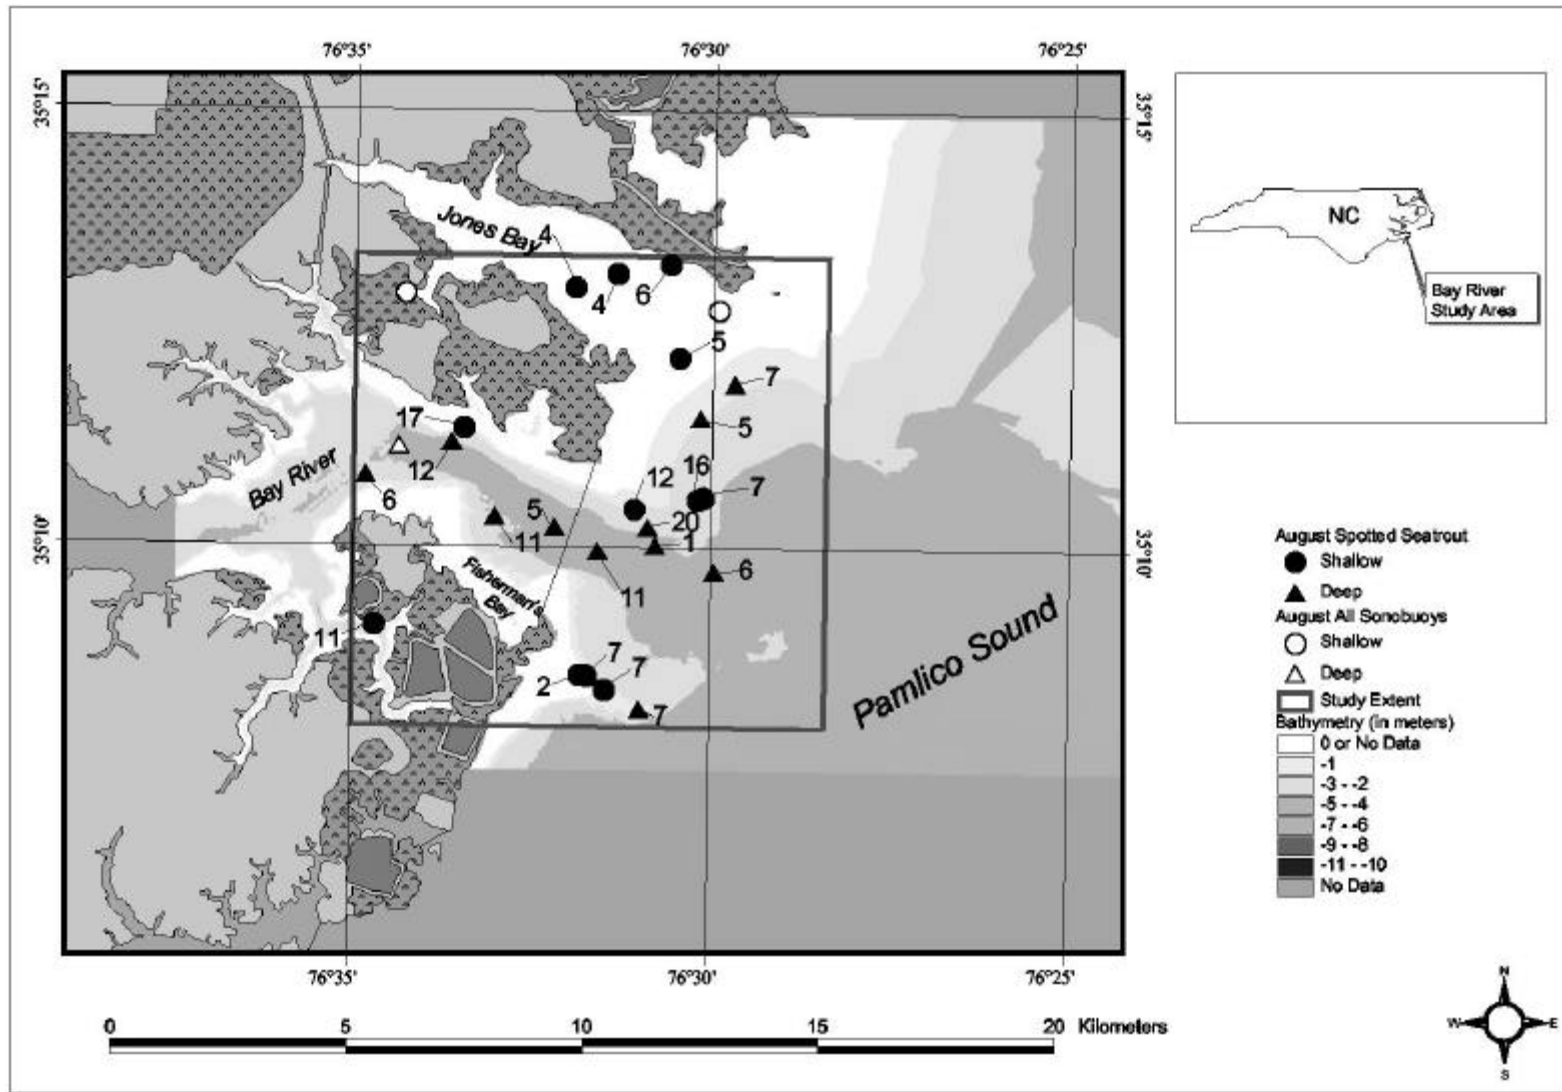 76°35'
76°30'
76°25'
35°15'
35°15'
Jones Bay
4
4
6
5
7
5
17
12
Bay River
6
11
5
12
16
7
20
1
11
6
35°10'
35°10'
Fisherman's
Bay
11
2
7
7
7
Pamlico Sound
76°35'
76°30'
76°25'
0
5
10
15
20 Kilometers
NC
Bay River
Study Area
August Spotted Seatrout
Shallow
Deep
August All Sonobuoys
Shallow
Deep
Study Extent
Bathymetry (in meters)
0 or No Data
-1
-3 - -2
-5 - -4
-7 - -6
-9 - -8
-11 - -10
No Data
N
W
E
S